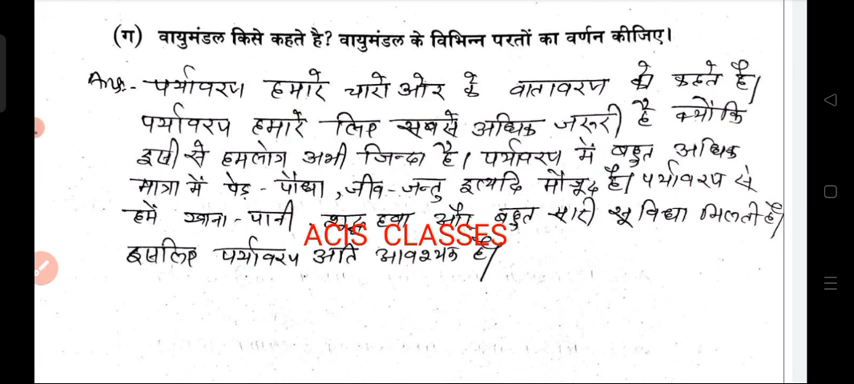 (ग) वायुमंडल किसे कहते है? वायुमंडल के विभिन्न परतों का वर्णन कीजिए।
Ans:- पर्यावरण हमारे चारो ओर के वातावरण को कहते है।
पर्यावरण हमारे लिए सबसे अधिक जरूरी है क्योंकि
इसी से हमलोग अभी जिन्दा है। पर्यावरण में बहुत अधिक
मात्रा में पेड़-पौधा, जीव-जन्तु इत्यादि मौजूद है। पर्यावरण से
हमें खाना-पानी, शुद्ध हवा और बहुत सारी सुविधा मिलती है।
ACIS CLASSES
इसलिए पर्यावरण अति आवश्यक है।